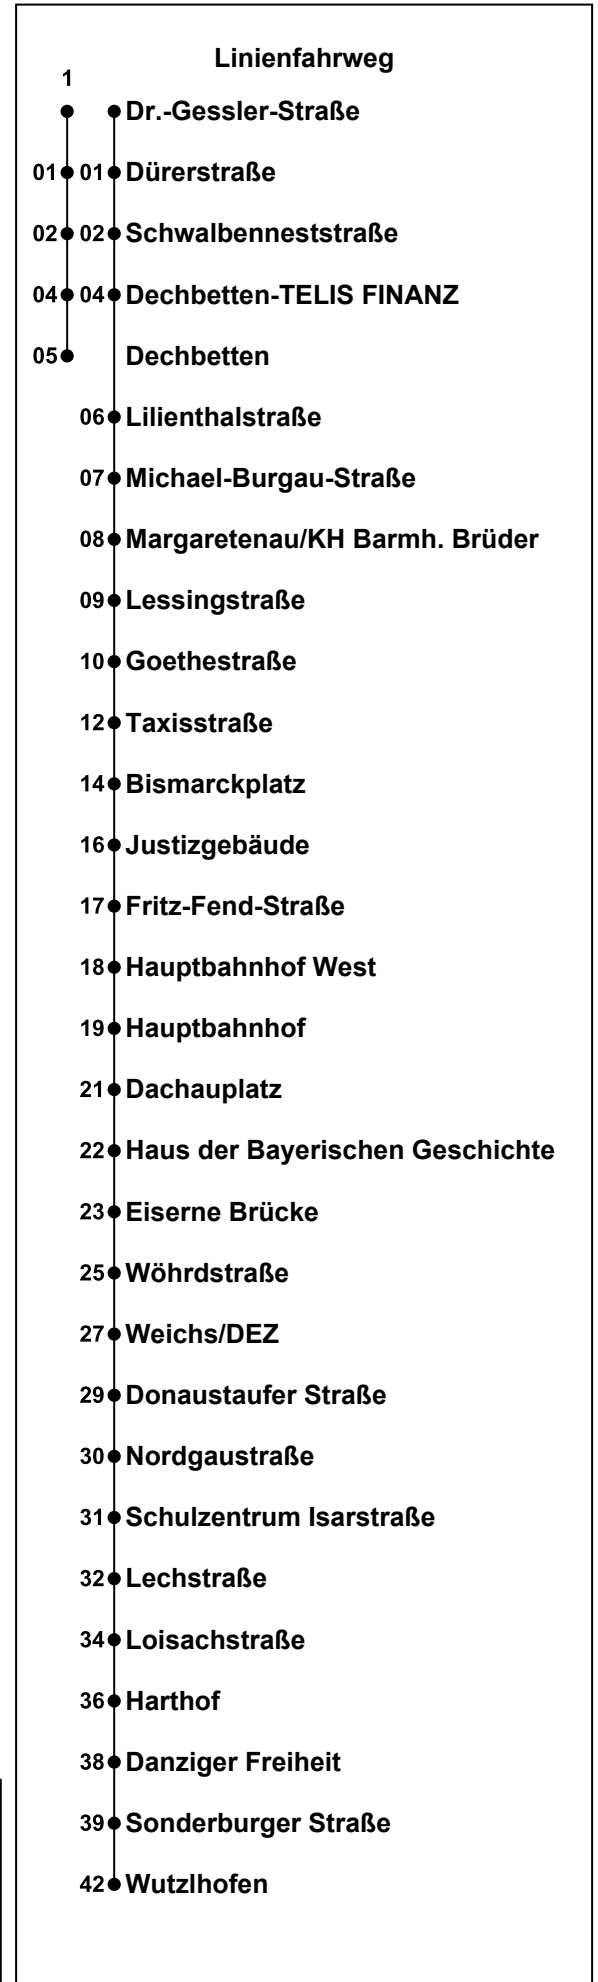 Linienfahrweg
1
Dr.-Gessler-Straße
01 01 Dürerstraße
02 02 Schwalbenneststraße
04 04 Dechbetten-TELIS FINANZ
05 Dechbetten
06 Lilienthalstraße
07 Michael-Burgau-Straße
08 Margaretenau/KH Barmh. Brüder
09 Lessingstraße
10 Goethestraße
12 Taxisstraße
14 Bismarckplatz
16 Justizgebäude
17 Fritz-Fend-Straße
18 Hauptbahnhof West
19 Hauptbahnhof
21 Dachauplatz
22 Haus der Bayerischen Geschichte
23 Eiserne Brücke
25 Wöhrdstraße
27 Weichs/DEZ
29 Donaustaufer Straße
30 Nordgaustraße
31 Schulzentrum Isarstraße
32 Lechstraße
34 Loisachstraße
36 Harthof
38 Danziger Freiheit
39 Sonderburger Straße
42 Wutzlhofen